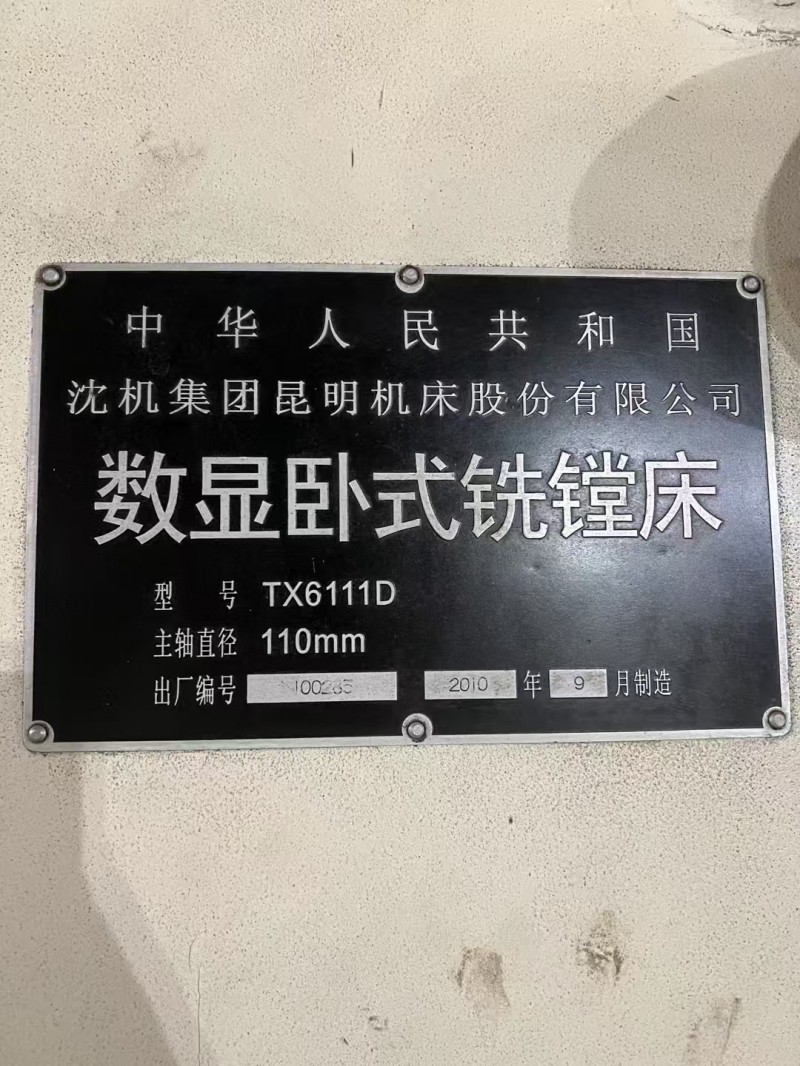 中华人民共和国
沈机集团昆明机床股份有限公司
数显卧式铣镗床
型号 TX6111D
主轴直径 110mm
出厂编号 2010 年 9 月制造